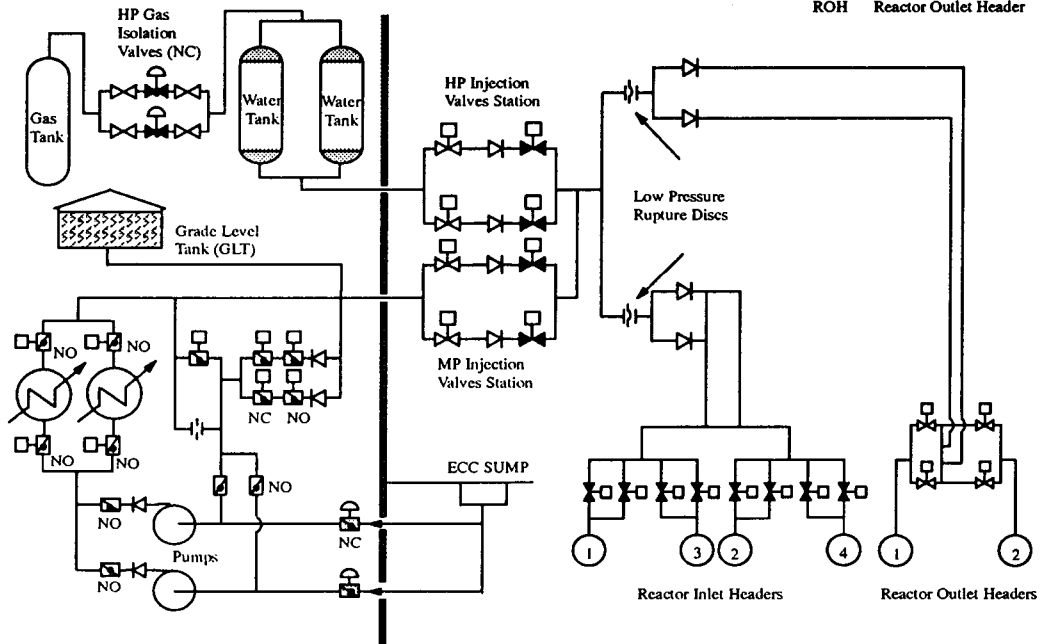 ROH Reactor Outlet Header
HP Gas
Isolation
Valves (NC)
Gas
Tank
Water
Tank
Water
Tank
HP Injection
Valves Station
Low Pressure
Rupture Discs
Grade Level
Tank (GLT)
MP Injection
Valves Station
NO
NO
NC
NO
NO
NO
ECC SUMP
NO
NO
NC
Pumps
NO
1
3
2
4
1
2
Reactor Inlet Headers
Reactor Outlet Headers